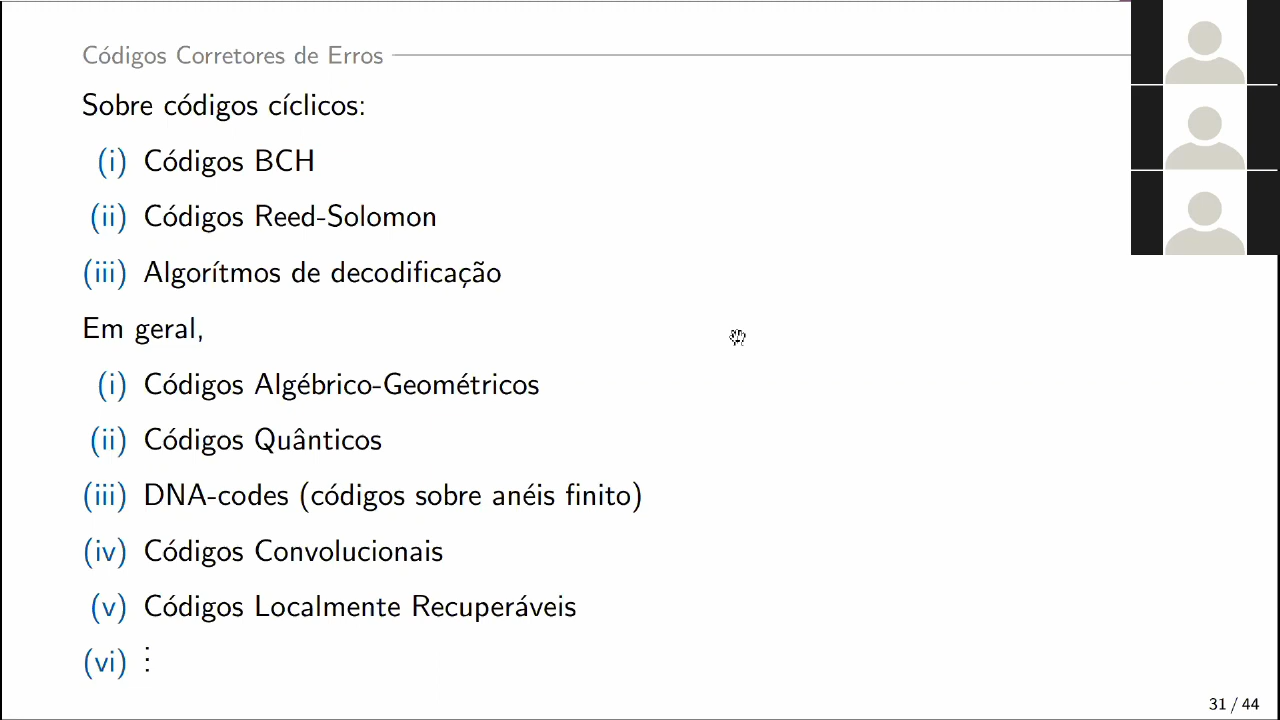 Códigos Corretores de Erros
Sobre códigos cíclicos:
(i) Códigos BCH
(ii) Códigos Reed-Solomon
(iii) Algorítmos de decodificação
Em geral,
(i) Códigos Algébrico-Geométricos
(ii) Códigos Quânticos
(iii) DNA-codes (códigos sobre anéis finito)
(iv) Códigos Convolucionais
(v) Códigos Localmente Recuperáveis
(vi) ⋮
31 / 44